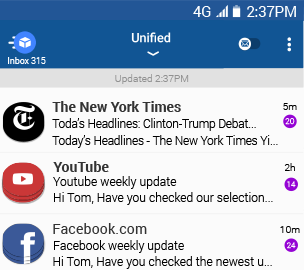 4G 2:37PM
Unified
Inbox 315
Updated 2:37PM
The New York Times 5m
Toda's Headlines: Clinton-Trump Debat... 20
Today's Headlines - The New York Times Yi...
YouTube 2h
Youtube weekly update 14
Hi Tom, Have you checked our selection...
Facebook.com 10m
Facebook weekly update 24
Hi Tom, Have you checked the newest u...